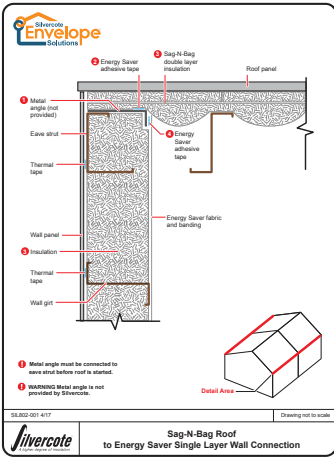 Silvercote
Envelope
Solutions
2 Energy Saver
adhesive tape
3 Sag-N-Bag
double layer
insulation
Roof panel
1 Metal
angle (not
provided)
Eave strut
Thermal
tape
4 Energy
Saver
adhesive
tape
Energy Saver fabric
and banding
Wall panel
3 Insulation
Thermal
tape
Wall girt
! Metal angle must be connected to
eave strut before roof is started.
! WARNING Metal angle is not
provided by Silvercote.
Detail Area
SIL802-001 4/17
Drawing not to scale
Silvercote
A higher degree of insulation
Sag-N-Bag Roof
to Energy Saver Single Layer Wall Connection